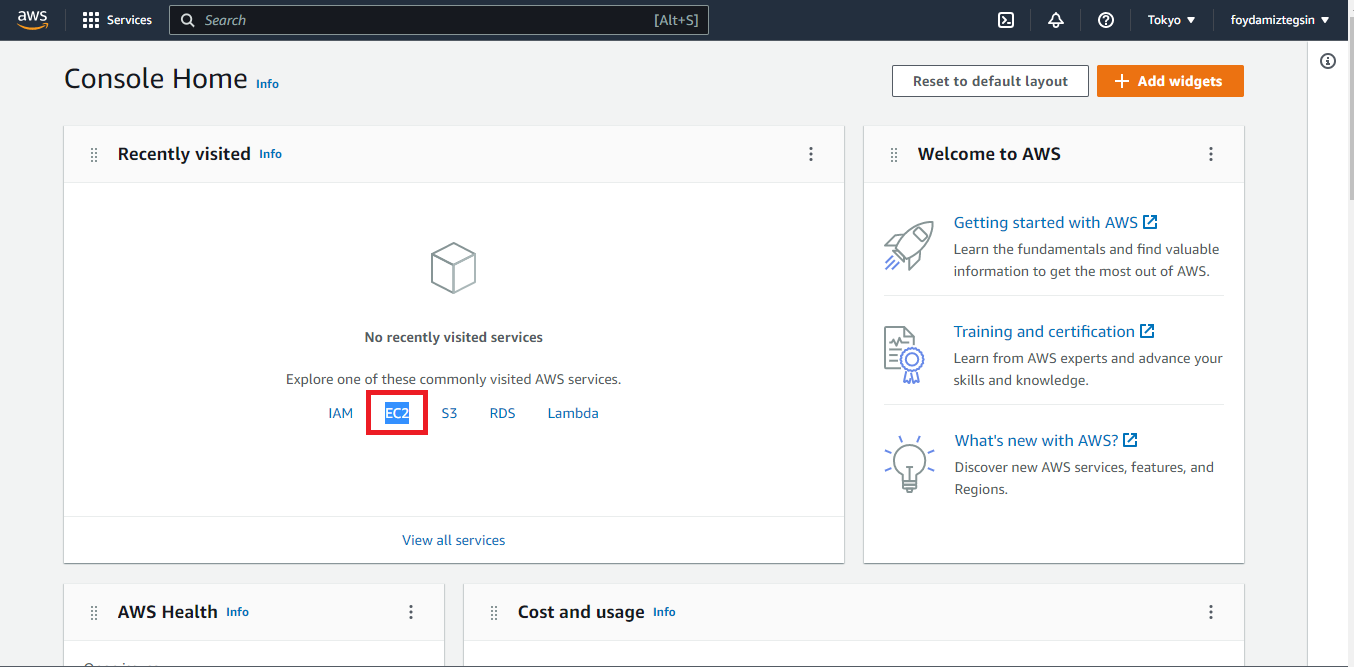 aws Services Search [Alt+S] Tokyo foydamiztegsin
Console Home Info
Reset to default layout
Add widgets
Recently visited Info
No recently visited services
Explore one of these commonly visited AWS services.
IAM EC2 S3 RDS Lambda
View all services
Welcome to AWS
Getting started with AWS
Learn the fundamentals and find valuable
information to get the most out of AWS.
Training and certification
Learn from AWS experts and advance your
skills and knowledge.
What's new with AWS?
Discover new AWS services, features, and
Regions.
AWS Health Info
Cost and usage Info